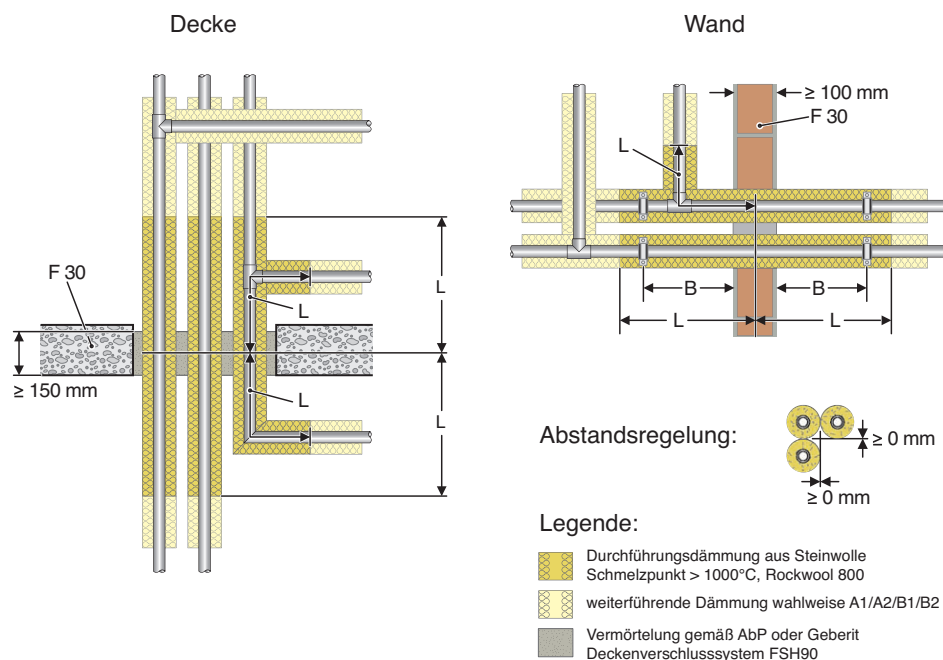 Decke
Wand
≥ 100 mm
F 30
L
F 30
L
L
B
B
L
L
L
≥ 150 mm
L
L
Abstandsregelung:
≥ 0 mm
≥ 0 mm
Legende:
Durchführungsdämmung aus Steinwolle
Schmelzpunkt > 1000°C, Rockwool 800
weiterführende Dämmung wahlweise A1/A2/B1/B2
Vermörtelung gemäß AbP oder Geberit
Deckenverschlusssystem FSH90